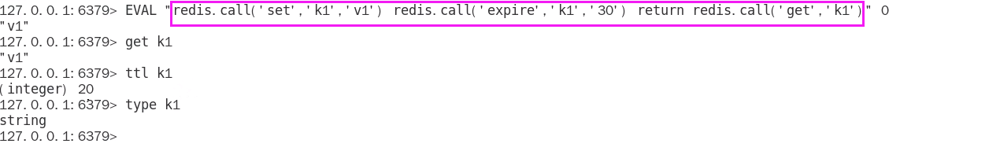 127.0.0.1:6379> EVAL "redis.call('set','k1','v1') redis.call('expire','k1','30') return redis.call('get','k1')" 0
"v1"
127.0.0.1:6379> get k1
"v1"
127.0.0.1:6379> ttl k1
(integer) 20
127.0.0.1:6379> type k1
string
127.0.0.1:6379>